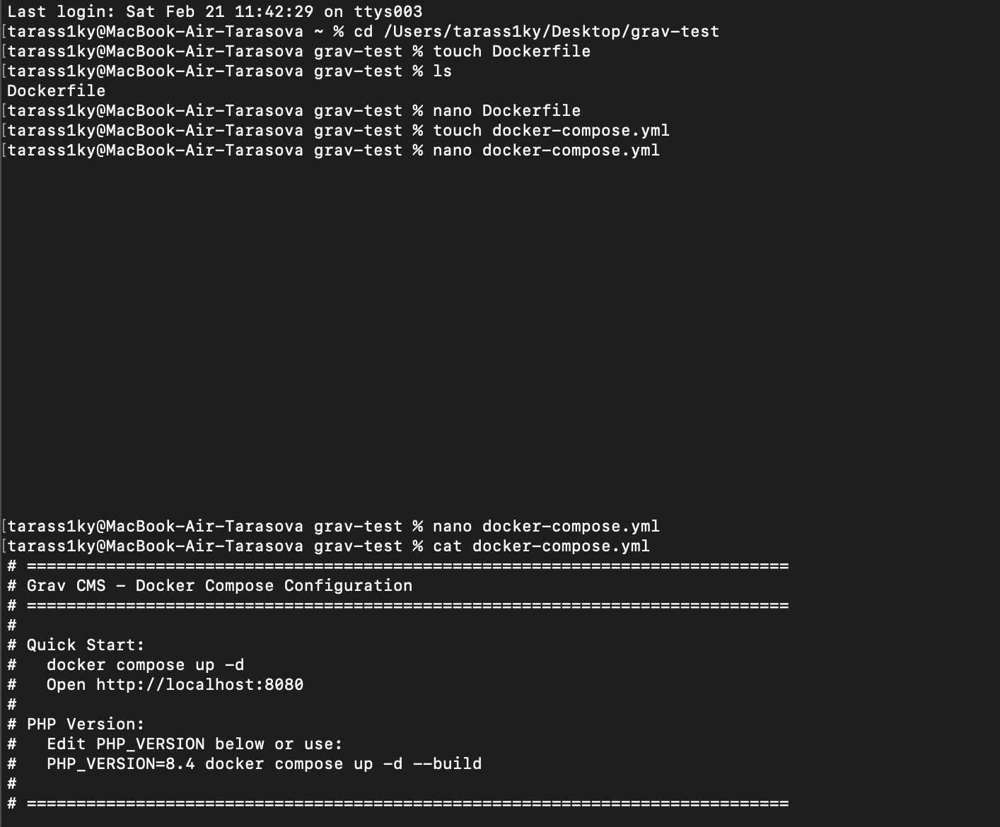 Last login: Sat Feb 21 11:42:29 on ttys003
[tarass1ky@MacBook-Air-Tarasova ~ % cd /Users/tarass1ky/Desktop/grav-test
[tarass1ky@MacBook-Air-Tarasova grav-test % touch Dockerfile
[tarass1ky@MacBook-Air-Tarasova grav-test % ls
Dockerfile
[tarass1ky@MacBook-Air-Tarasova grav-test % nano Dockerfile
[tarass1ky@MacBook-Air-Tarasova grav-test % touch docker-compose.yml
[tarass1ky@MacBook-Air-Tarasova grav-test % nano docker-compose.yml
[tarass1ky@MacBook-Air-Tarasova grav-test % nano docker-compose.yml
[tarass1ky@MacBook-Air-Tarasova grav-test % cat docker-compose.yml
# =============================================================================
# Grav CMS - Docker Compose Configuration
# =============================================================================
#
# Quick Start:
#   docker compose up -d
#   Open http://localhost:8080
#
# PHP Version:
#   Edit PHP_VERSION below or use:
#   PHP_VERSION=8.4 docker compose up -d --build
#
# =============================================================================